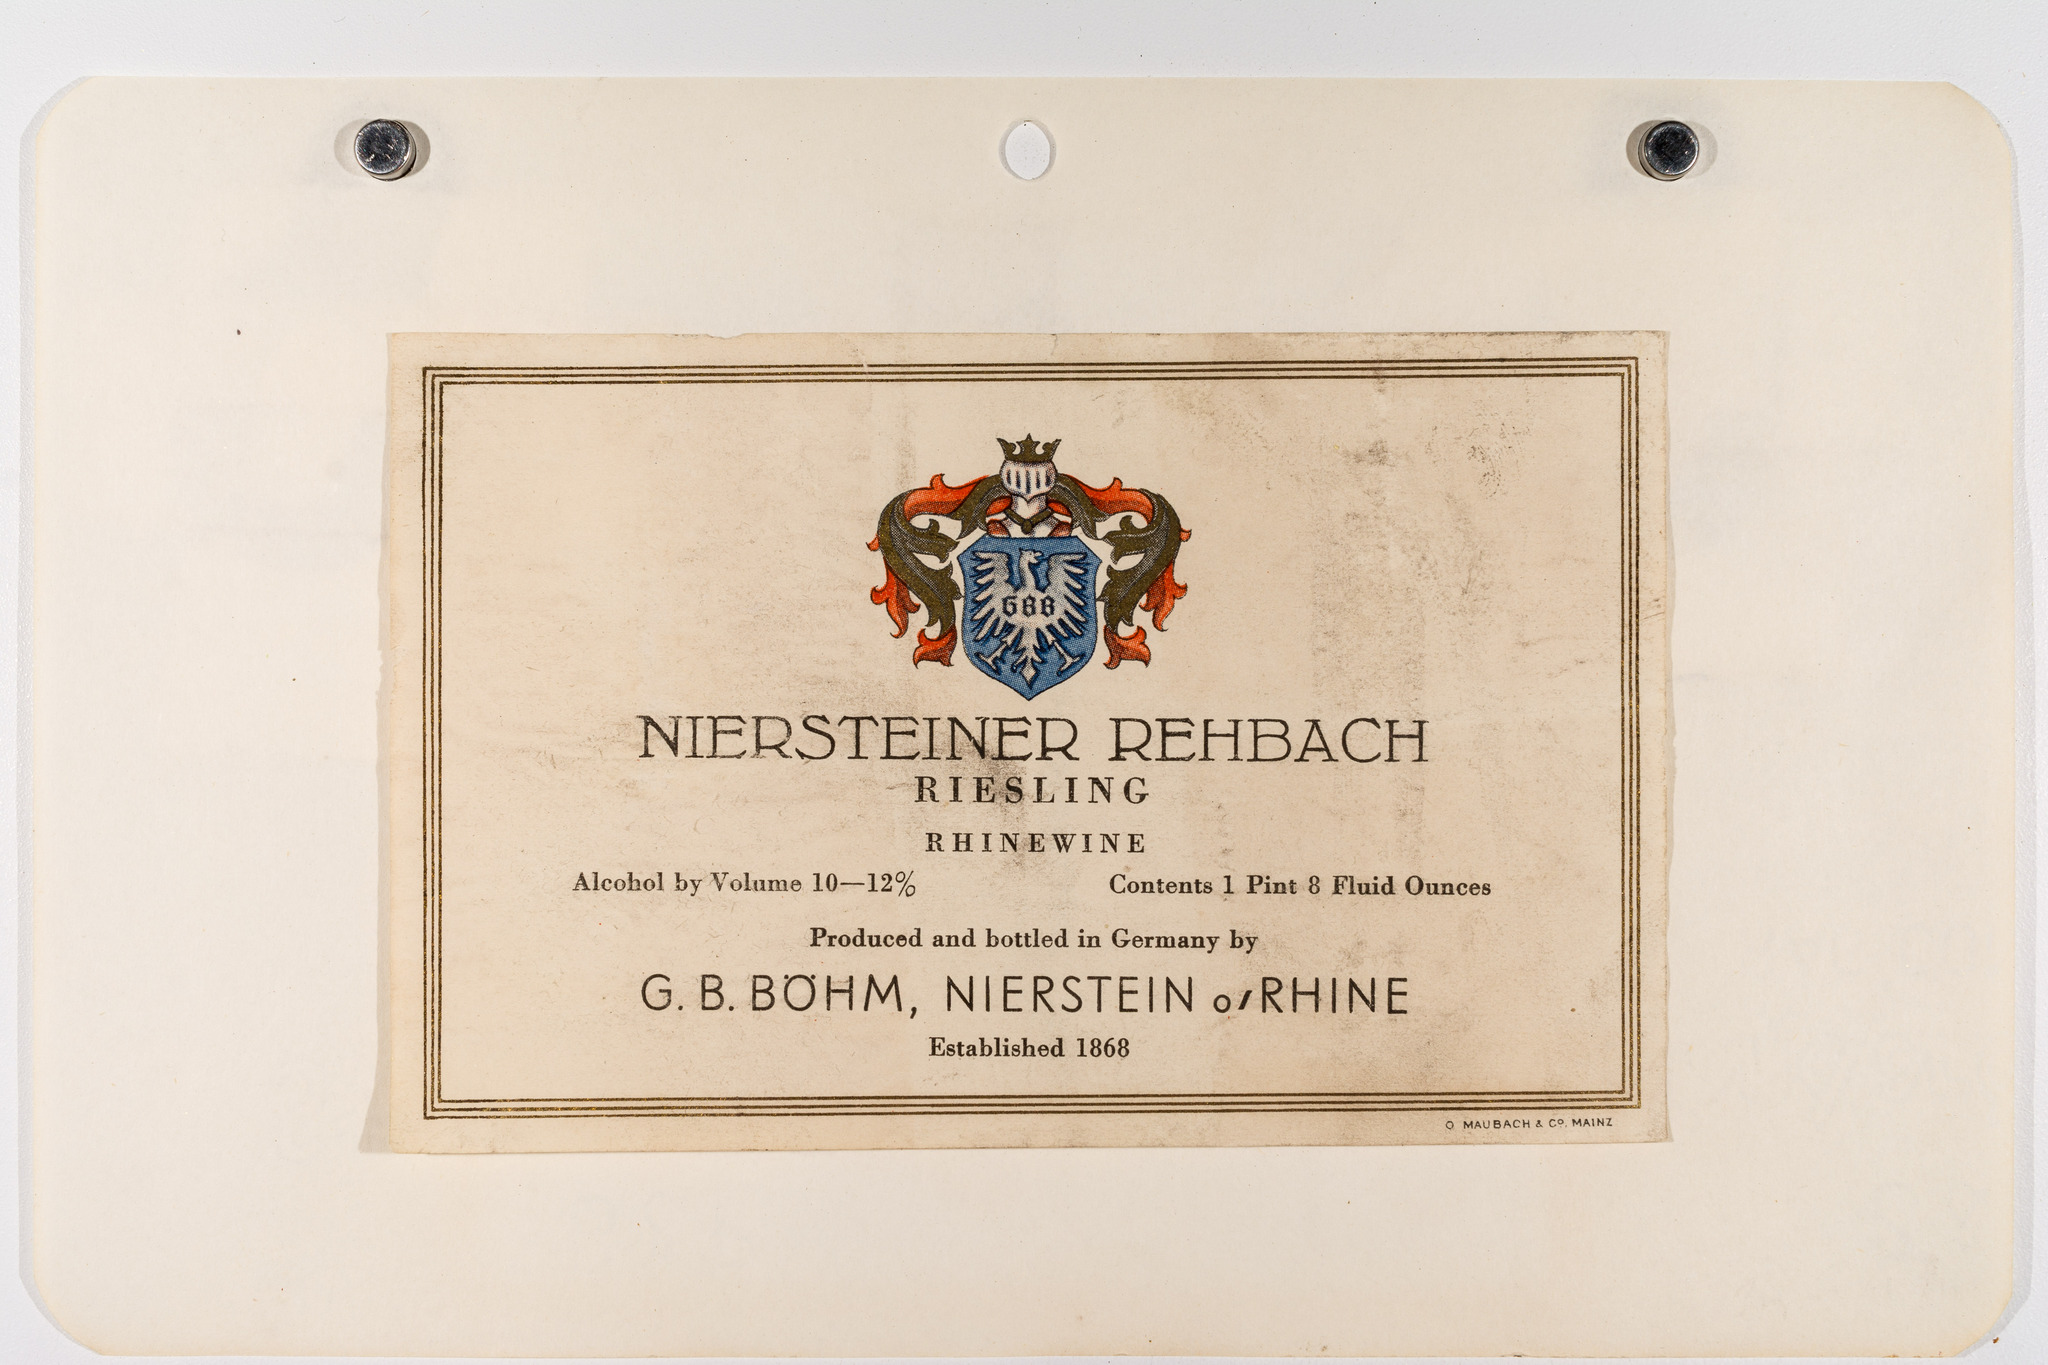 GBB
NIERSTEINER REHBACH
RIESLING
RHINEWINE
Alcohol by Volume 10—12% Contents 1 Pint 8 Fluid Ounces
Produced and bottled in Germany by
G. B. BÖHM, NIERSTEIN o/RHINE
Established 1868
O MAUBACH & Co. MAINZ